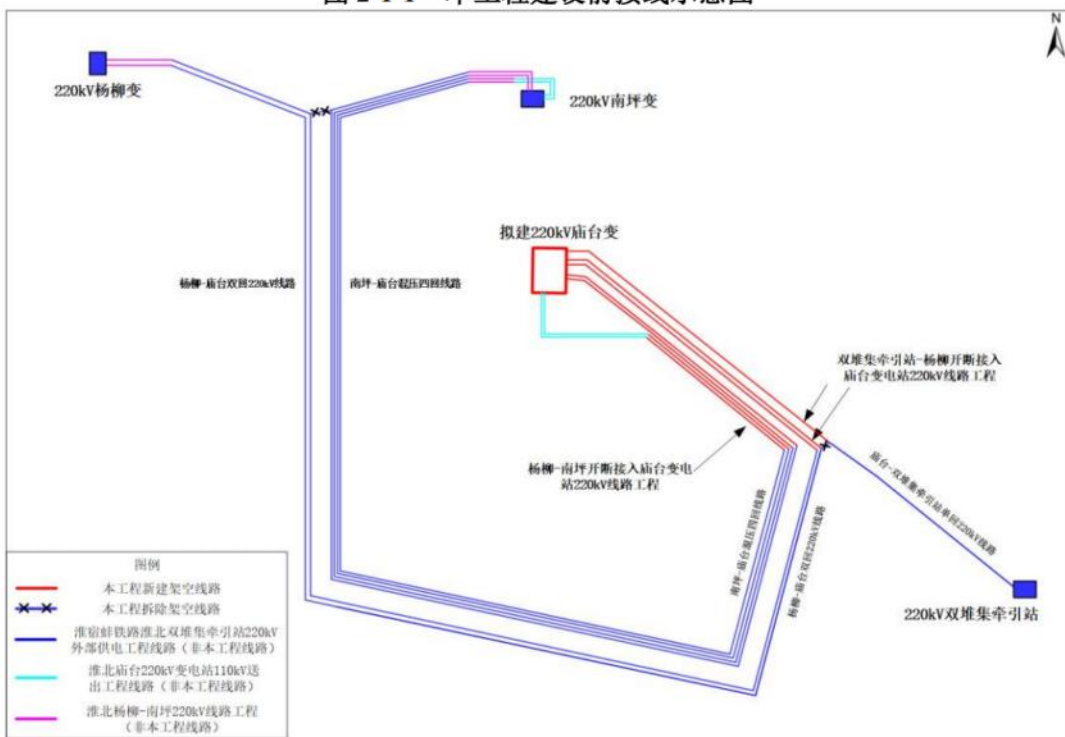 N
220kV杨柳变
220kV南坪变
拟建220kV庙台变
杨柳-庙台双回220kV线路
南坪-庙台混压四回线路
双堆集牵引站-杨柳开断接入
庙台变电站220kV线路工程
杨柳-南坪开断接入庙台变电
站220kV线路工程
庙台-双堆集牵引站单回220kV线路
南坪-庙台混压四回线路
杨柳-庙台双回220kV线路
220kV双堆集牵引站
图例
本工程新建架空线路
本工程拆除架空线路
淮宿蚌铁路淮北双堆集牵引站220kV
外部供电工程线路（非本工程线路）
淮北庙台220kV变电站110kV送
出工程线路（非本工程线路）
淮北杨柳-南坪220kV线路工程
（非本工程线路）